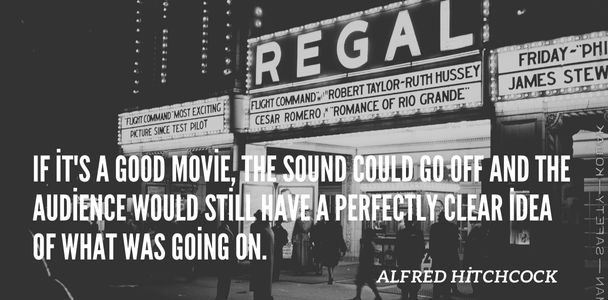 REGAL
"FLIGHT COMMAND" ROBERT TAYLOR-RUTH HUSSEY
CESAR ROMERO in "ROMANCE OF RIO GRANDE"
"FLIGHT COMMAND" MOST EXCITING
PICTURE SINCE TEST PILOT
FRIDAY-"PHI
JAMES STEW
IF İT'S A GOOD MOVİE, THE SOUND COULD GO OFF AND THE
AUDİENCE WOULD STİLL HAVE A PERFECTLY CLEAR İDEA
OF WHAT WAS GOİNG ON.
ALFRED HİTCHCOCK
SAFETY